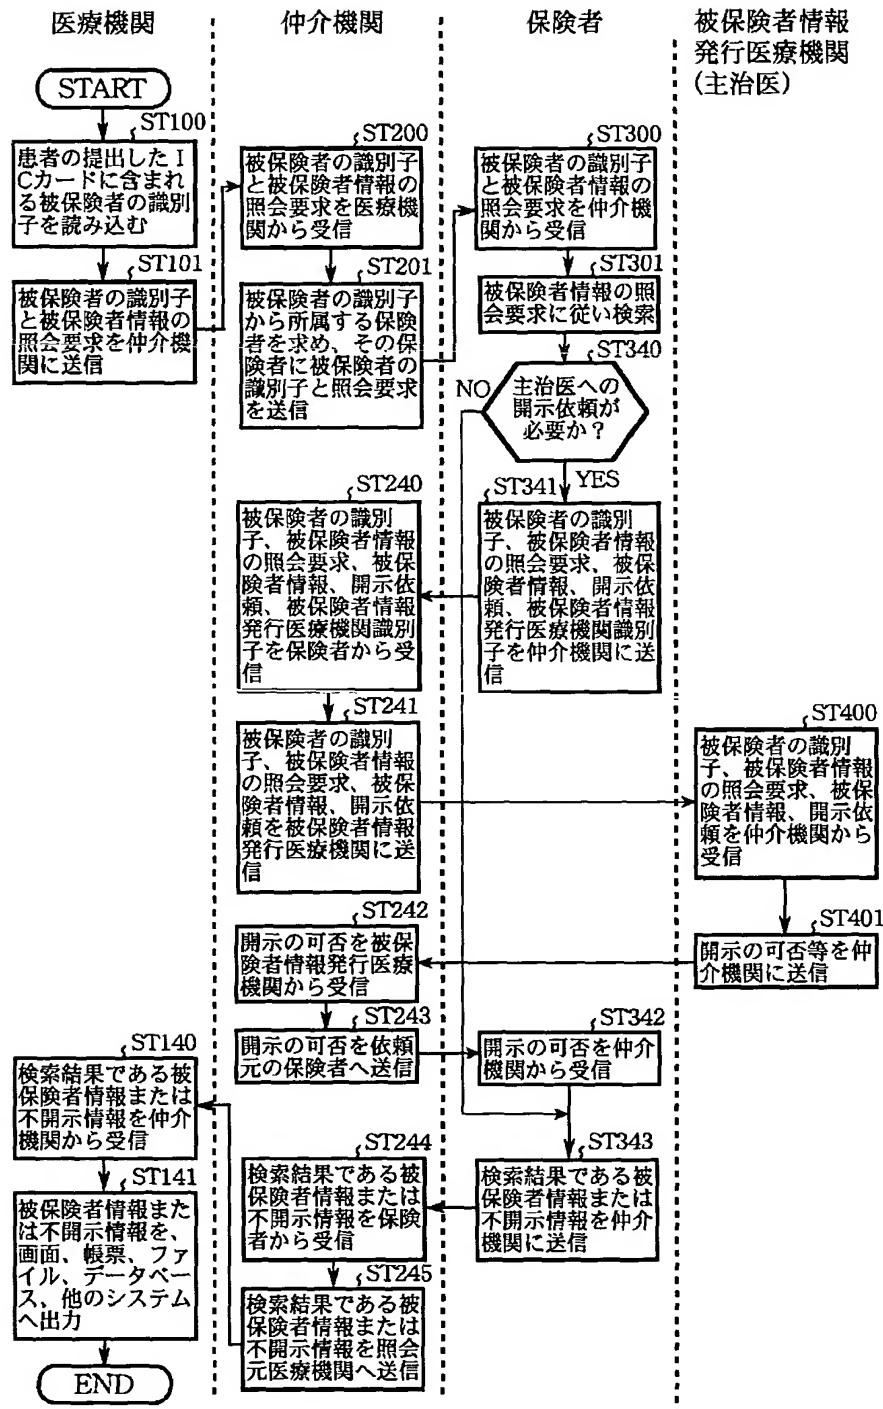 医療機関
仲介機関
保険者
被保険者情報
発行医療機関
(主治医)
START
ST100
患者の提出したI
Cカードに含まれ
る被保険者の識別
子を読み込む
ST101
被保険者の識別子
と被保険者情報の
照会要求を仲介機
関に送信
ST200
被保険者の識別子
と被保険者情報の
照会要求を医療機
関から受信
ST201
被保険者の識別子
から所属する保険
者を求め、その保
険者に被保険者の
識別子と照会要求
を送信
ST300
被保険者の識別子
と被保険者情報の
照会要求を仲介機
関から受信
ST301
被保険者情報の照
会要求に従い検索
ST340
主治医への
開示依頼が
必要か？
NO
YES
ST341
被保険者の識別
子、被保険者情報
の照会要求、被保
険者情報、開示依
頼、被保険者情報
発行医療機関識別
子を仲介機関に送
信
ST240
被保険者の識別
子、被保険者情報
の照会要求、被保
険者情報、開示依
頼、被保険者情報
発行医療機関識別
子を保険者から受
信
ST241
被保険者の識別
子、被保険者情報
の照会要求、被保
険者情報、開示依
頼を被保険者情報
発行医療機関に送
信
ST400
被保険者の識別
子、被保険者情報
の照会要求、被保
険者情報、開示依
頼を仲介機関から
受信
ST401
開示の可否等を仲
介機関に送信
ST242
開示の可否を被保
険者情報発行医療
機関から受信
ST243
開示の可否を依頼
元の保険者へ送信
ST342
開示の可否を仲介
機関から受信
ST343
検索結果である被
保険者情報または
不開示情報を仲介
機関に送信
ST244
検索結果である被
保険者情報または
不開示情報を保険
者から受信
ST245
検索結果である被
保険者情報または
不開示情報を照会
元医療機関へ送信
ST140
検索結果である被
保険者情報または
不開示情報を仲介
機関から受信
ST141
被保険者情報また
は不開示情報を、
画面、帳票、ファ
イル、データベー
ス、他のシステム
へ出力
END